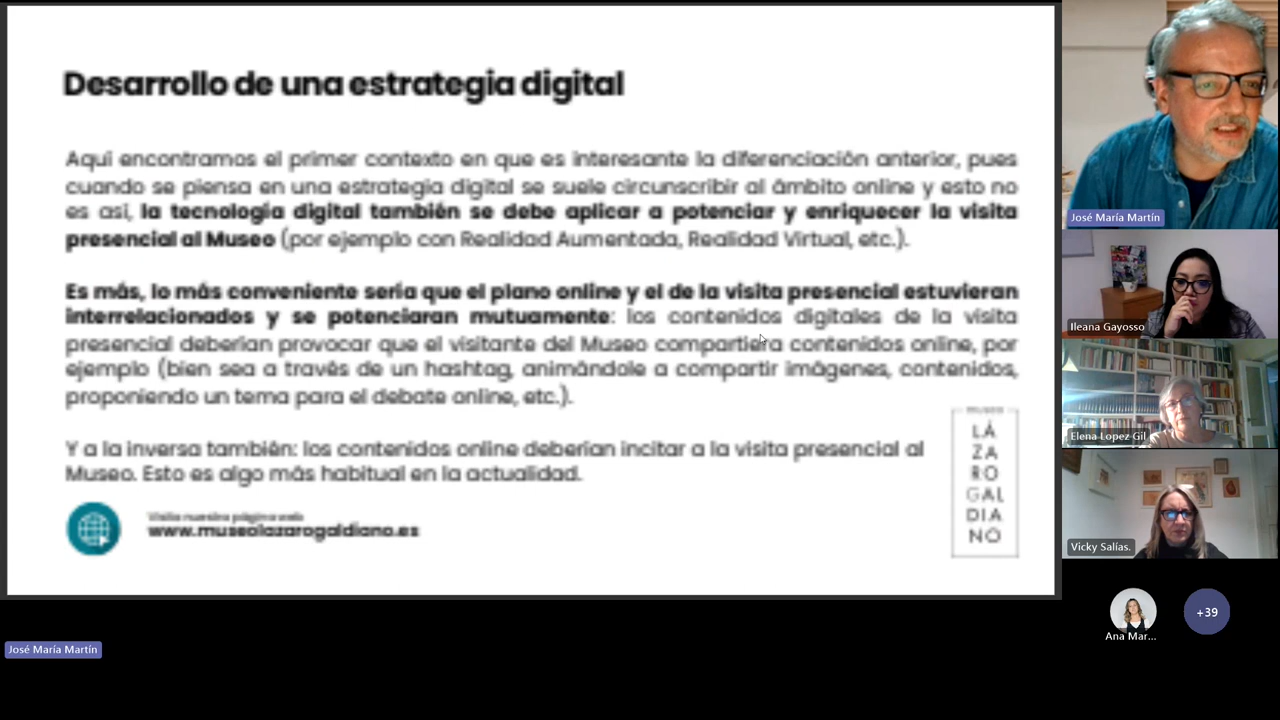 Desarrollo de una estrategia digital
Aquí encontramos el primer contexto en que es interesante la diferenciación anterior, pues
cuando se piensa en una estrategia digital se suele circunscribir al ámbito online y esto no
es así, la tecnología digital también se debe aplicar a potenciar y enriquecer la visita
presencial al Museo (por ejemplo con Realidad Aumentada, Realidad Virtual, etc.).
Es más, lo más conveniente sería que el plano online y el de la visita presencial estuvieran
interrelacionados y se potenciaran mutuamente: los contenidos digitales de la visita
presencial deberían provocar que el visitante del Museo compartiera contenidos online, por
ejemplo (bien sea a través de un hashtag, animándole a compartir imágenes, contenidos,
proponiendo un tema para el debate online, etc.).
Y a la inversa también: los contenidos online deberían incitar a la visita presencial al
Museo. Esto es algo más habitual en la actualidad.
Visita nuestra página web
www.museolazarogaldiano.es
MUSEO
LÁ
ZA
RO
GAL
DIA
NO
José María Martín
Ileana Gayosso
Elena Lopez Gil
Vicky Salías.
Ana Mar...
+39
José María Martín